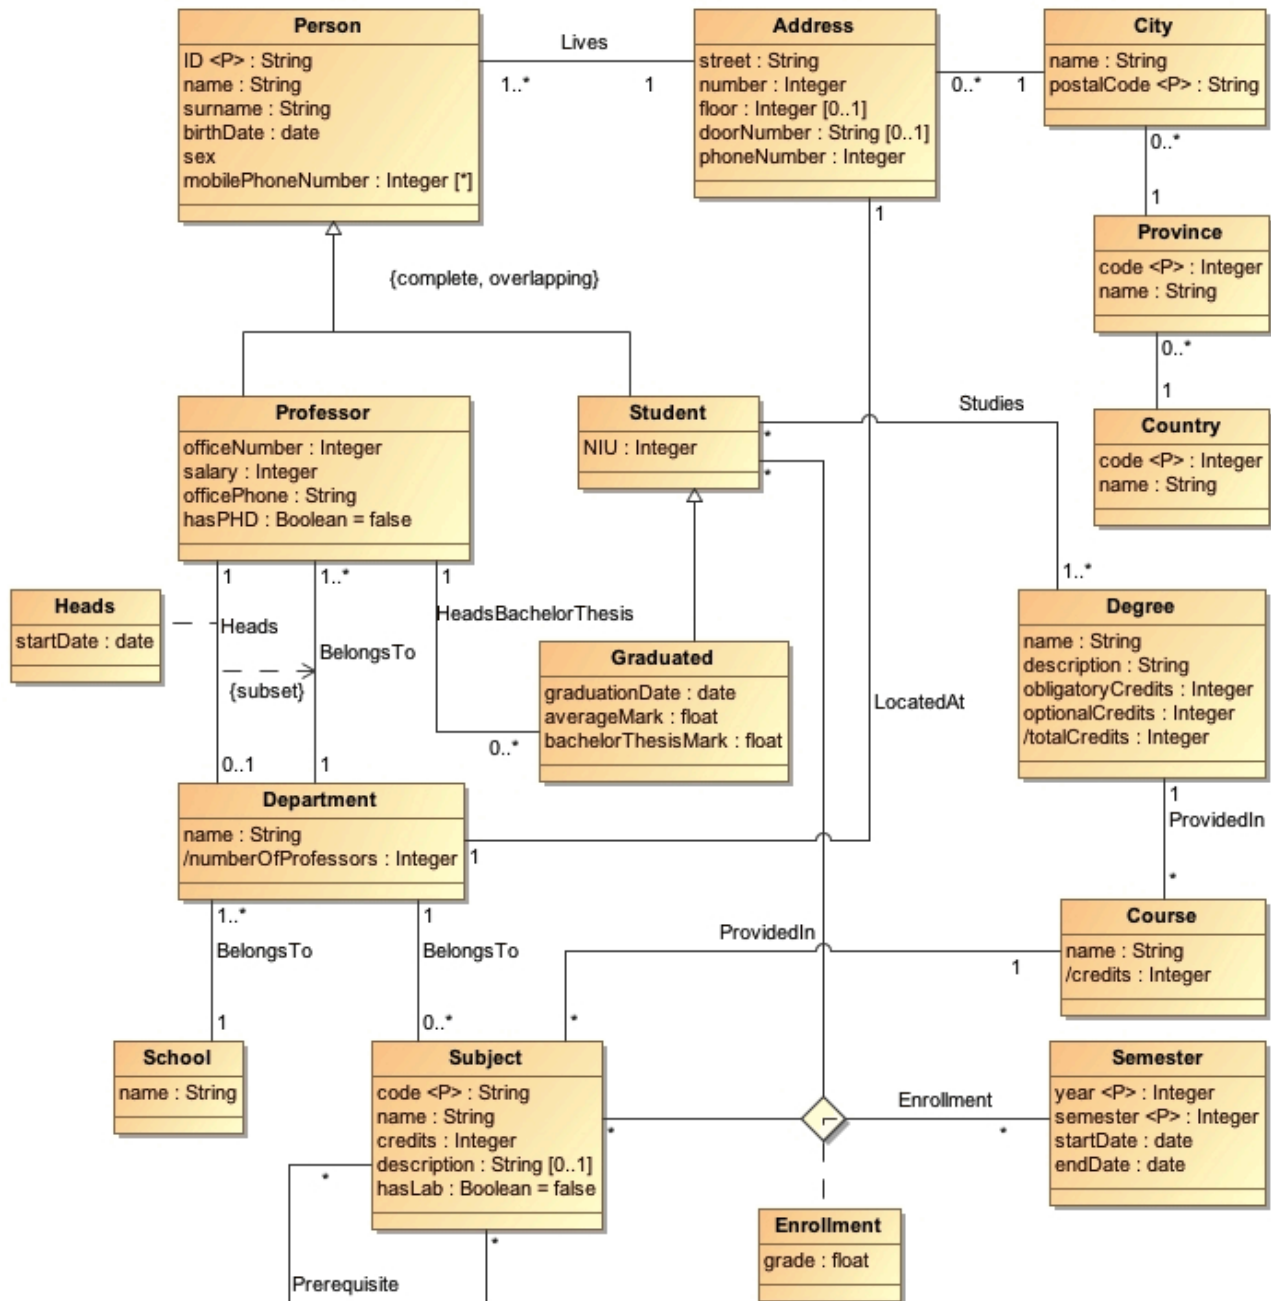 Person
ID <P> : String
name : String
surname : String
birthDate : date
sex
mobilePhoneNumber : Integer [*]
Lives
1..*
1
Address
street : String
number : Integer
floor : Integer [0..1]
doorNumber : String [0..1]
phoneNumber : Integer
0..*
1
City
name : String
postalCode <P> : String
0..*
1
Province
code <P> : Integer
name : String
0..*
1
Country
code <P> : Integer
name : String
{complete, overlapping}
1
Professor
officeNumber : Integer
salary : Integer
officePhone : String
hasPHD : Boolean = false
Student
NIU : Integer
*
*
Studies
1..*
1
1..*
1
Heads
startDate : date
Heads
BelongsTo
{subset}
HeadsBachelorThesis
0..*
Graduated
graduationDate : date
averageMark : float
bachelorThesisMark : float
LocatedAt
Degree
name : String
description : String
obligatoryCredits : Integer
optionalCredits : Integer
/totalCredits : Integer
0..1
1
Department
name : String
/numberOfProfessors : Integer
1
1
ProvidedIn
*
1..*
BelongsTo
1
1
BelongsTo
0..*
ProvidedIn
1
*
Course
name : String
/credits : Integer
School
name : String
Subject
code <P> : String
name : String
credits : Integer
description : String [0..1]
hasLab : Boolean = false
*
Enrollment
*
Semester
year <P> : Integer
semester <P> : Integer
startDate : date
endDate : date
*
*
Prerequisite
Enrollment
grade : float